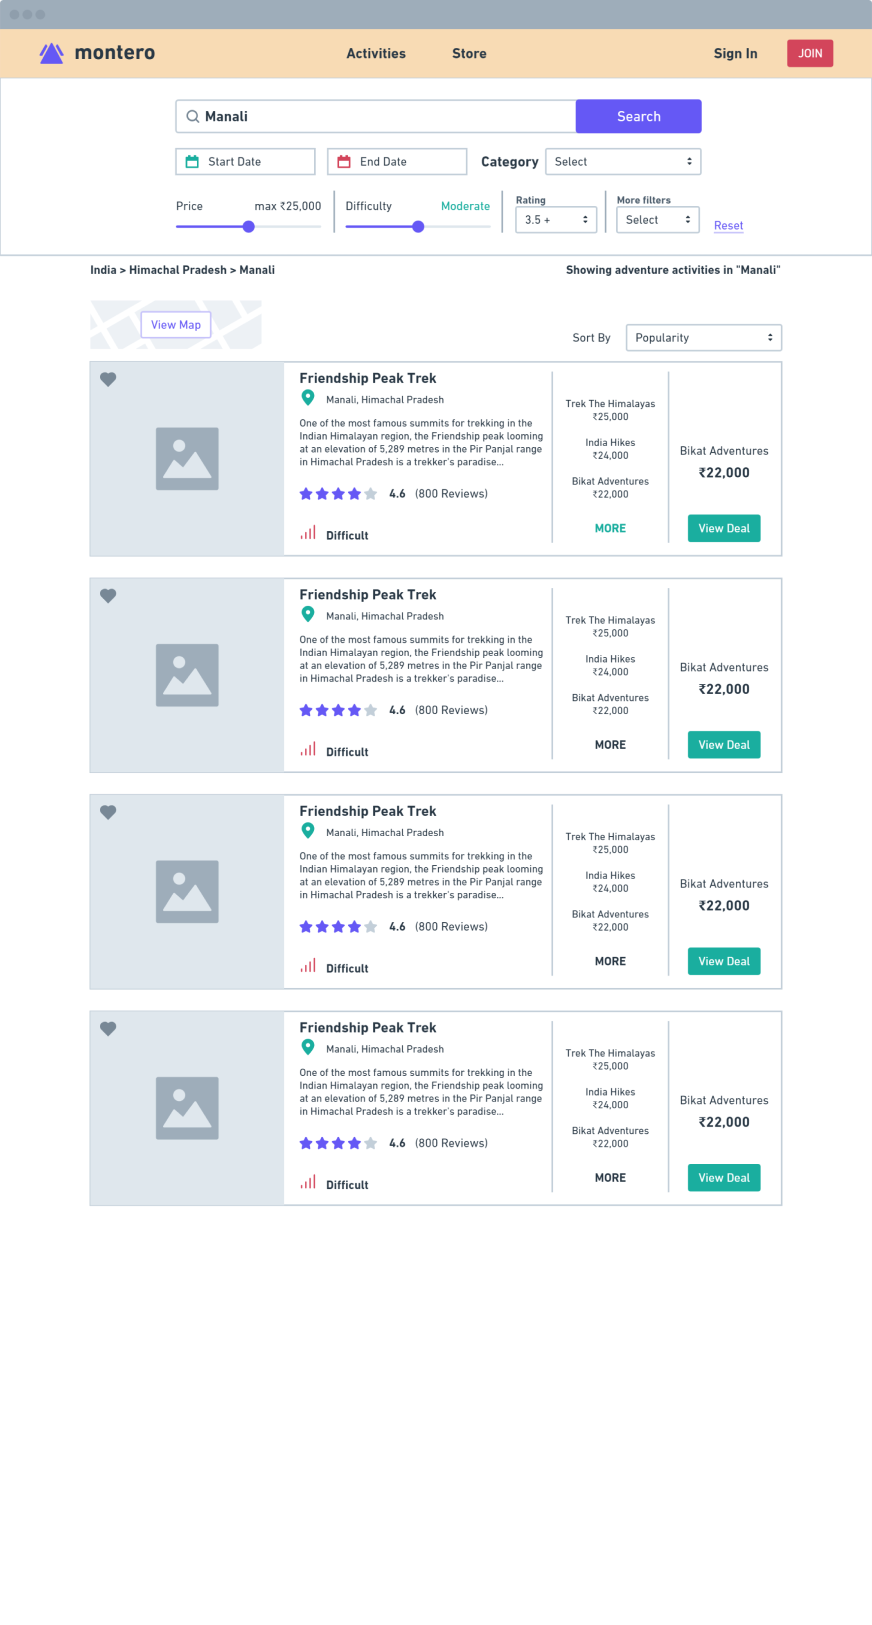 montero
Activities
Store
Sign In
JOIN
Manali
Search
Start Date
End Date
Category
Select
Price
max ₹25,000
Difficulty
Moderate
Rating
3.5 +
More filters
Select
Reset
India > Himachal Pradesh > Manali
Showing adventure activities in "Manali"
View Map
Sort By
Popularity
Friendship Peak Trek
Manali, Himachal Pradesh
One of the most famous summits for trekking in the
Indian Himalayan region, the Friendship peak looming
at an elevation of 5,289 metres in the Pir Panjal range
in Himachal Pradesh is a trekker's paradise...
4.6 (800 Reviews)
Difficult
Trek The Himalayas
₹25,000
India Hikes
₹24,000
Bikat Adventures
₹22,000
MORE
Bikat Adventures
₹22,000
View Deal
Friendship Peak Trek
Manali, Himachal Pradesh
One of the most famous summits for trekking in the
Indian Himalayan region, the Friendship peak looming
at an elevation of 5,289 metres in the Pir Panjal range
in Himachal Pradesh is a trekker's paradise...
4.6 (800 Reviews)
Difficult
Trek The Himalayas
₹25,000
India Hikes
₹24,000
Bikat Adventures
₹22,000
MORE
Bikat Adventures
₹22,000
View Deal
Friendship Peak Trek
Manali, Himachal Pradesh
One of the most famous summits for trekking in the
Indian Himalayan region, the Friendship peak looming
at an elevation of 5,289 metres in the Pir Panjal range
in Himachal Pradesh is a trekker's paradise...
4.6 (800 Reviews)
Difficult
Trek The Himalayas
₹25,000
India Hikes
₹24,000
Bikat Adventures
₹22,000
MORE
Bikat Adventures
₹22,000
View Deal
Friendship Peak Trek
Manali, Himachal Pradesh
One of the most famous summits for trekking in the
Indian Himalayan region, the Friendship peak looming
at an elevation of 5,289 metres in the Pir Panjal range
in Himachal Pradesh is a trekker's paradise...
4.6 (800 Reviews)
Difficult
Trek The Himalayas
₹25,000
India Hikes
₹24,000
Bikat Adventures
₹22,000
MORE
Bikat Adventures
₹22,000
View Deal